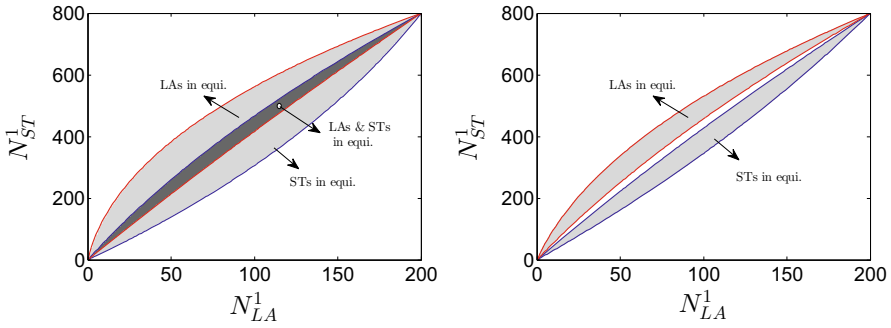 800
600
400
200
0
0
50
100
150
200
N^1_{ST}
N^1_{LA}
LAs in equi.
LAs & STs
in equi.
STs in equi.
800
600
400
200
0
0
50
100
150
200
N^1_{ST}
N^1_{LA}
LAs in equi.
STs in equi.